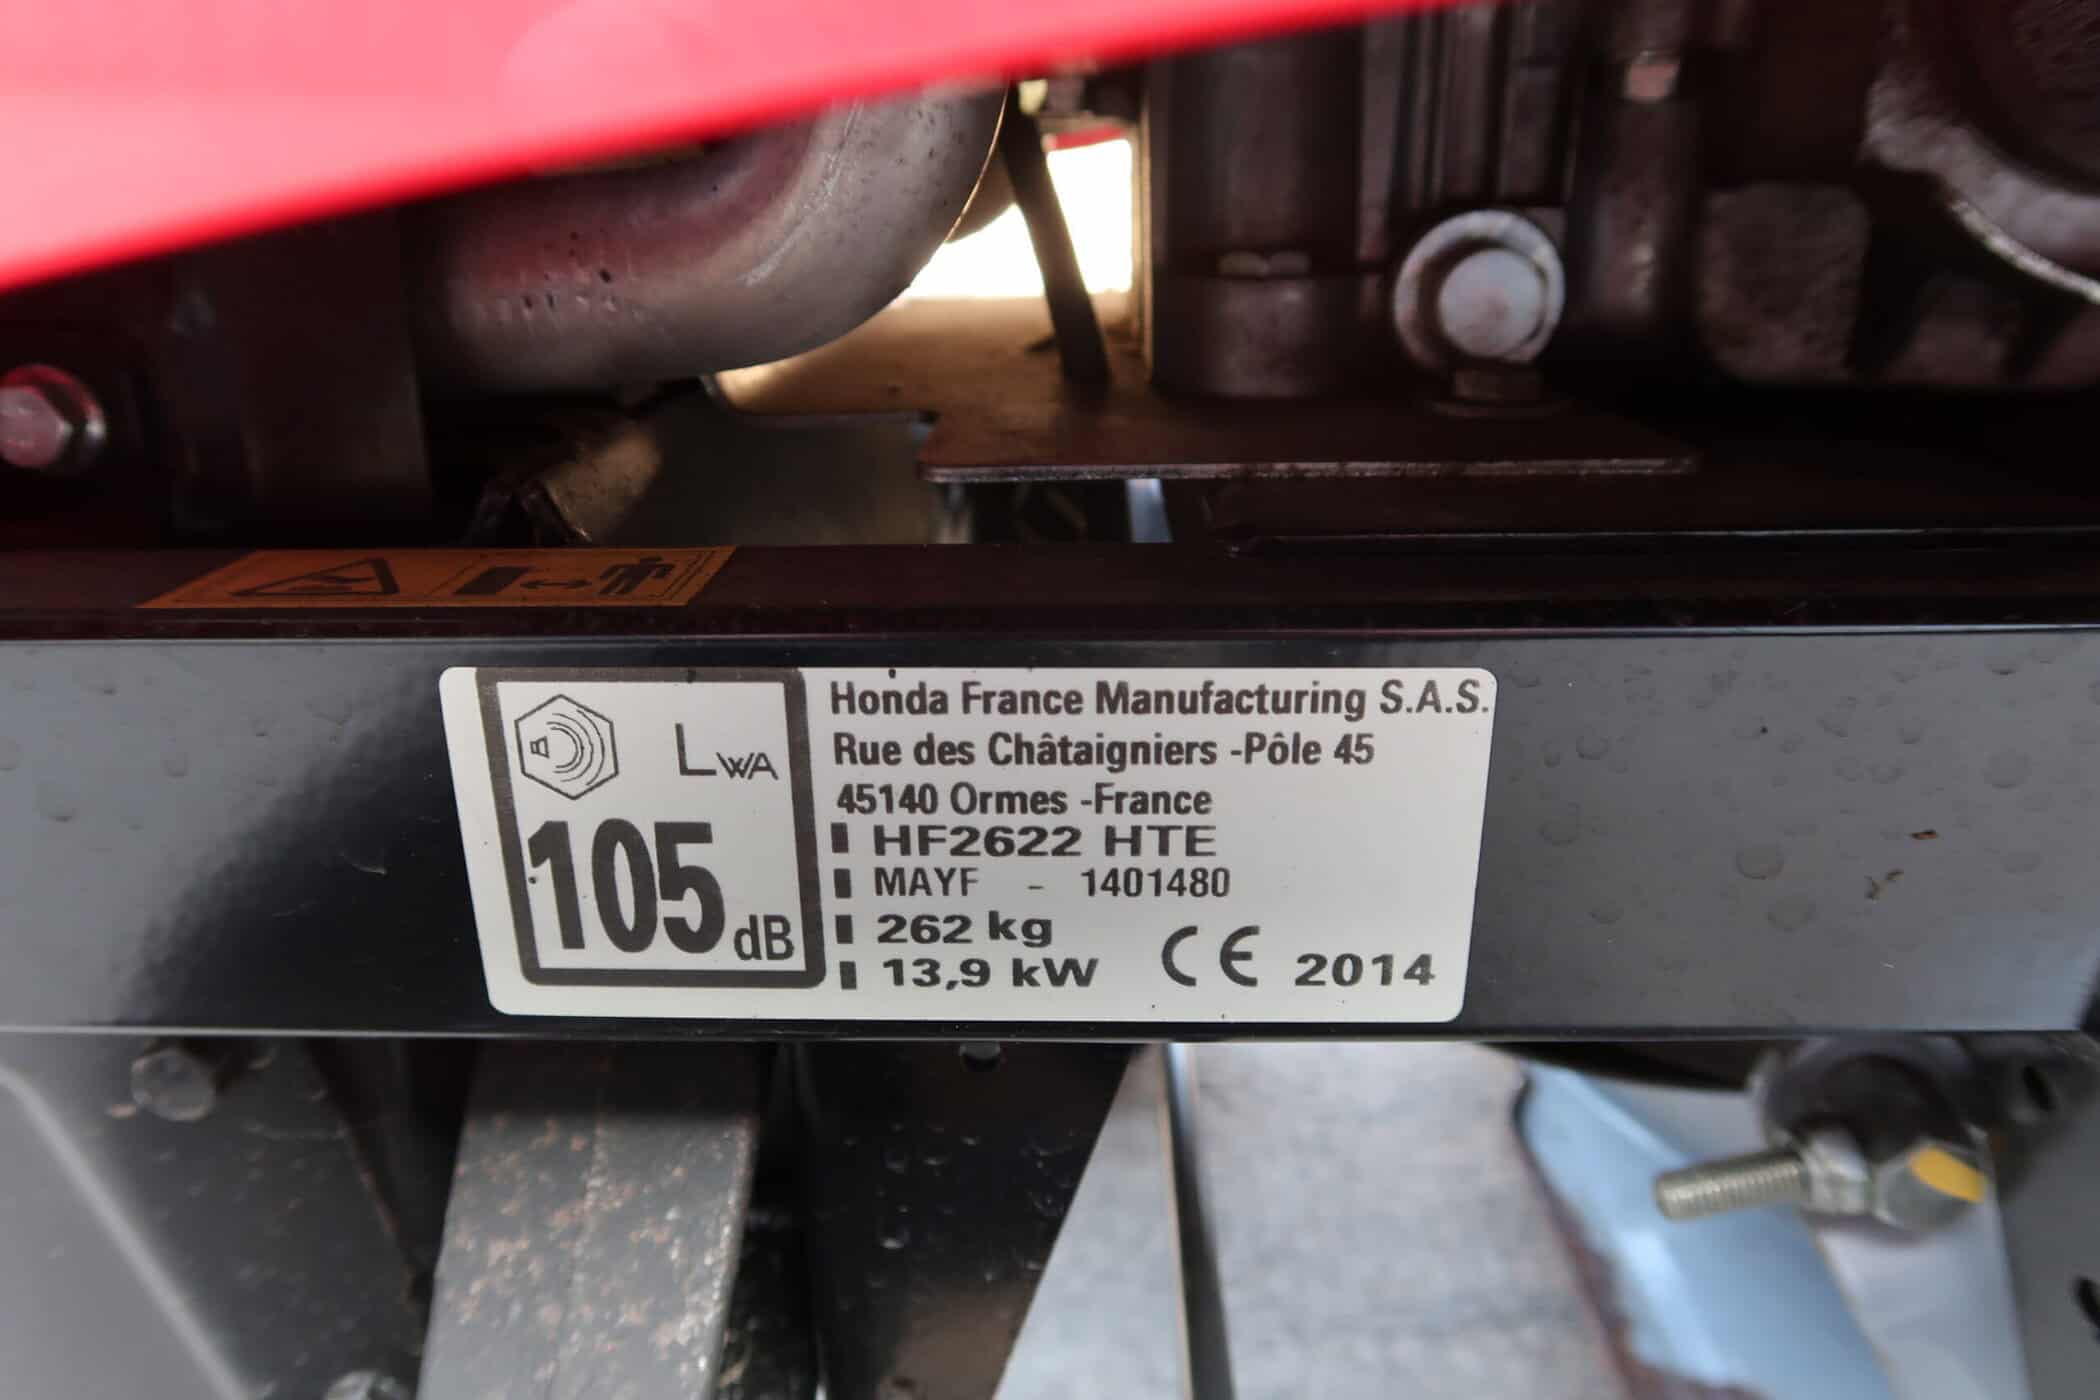 LWA
105 dB
Honda France Manufacturing S.A.S.
Rue des Châtaigniers -Pôle 45
45140 Ormes -France
HF2622 HTE
MAYF - 1401480
262 kg
13,9 kW CE 2014